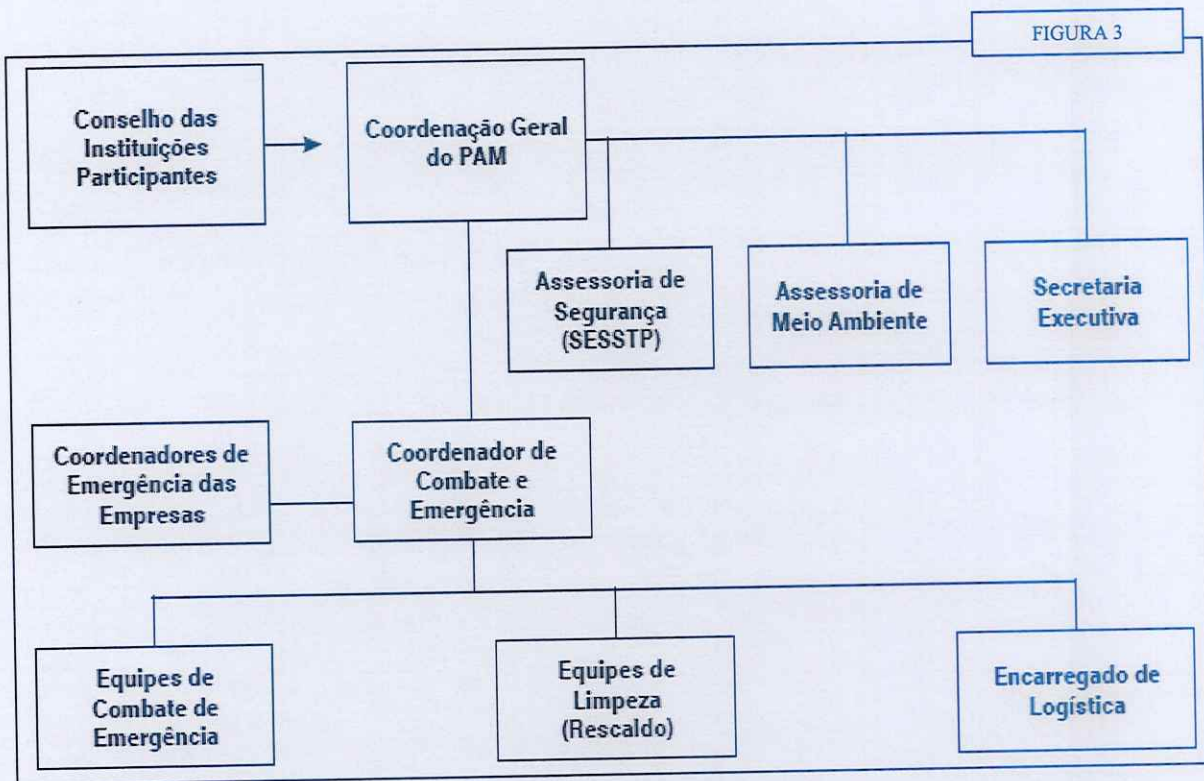 FIGURA 3
Conselho das
Instituições
Participantes
Coordenação Geral
do PAM
Assessoria de
Segurança
(SESSTP)
Assessoria de
Meio Ambiente
Secretaria
Executiva
Coordenadores de
Emergência das
Empresas
Coordenador de
Combate e
Emergência
Equipes de
Combate de
Emergência
Equipes de
Limpeza
(Rescaldo)
Encarregado de
Logística